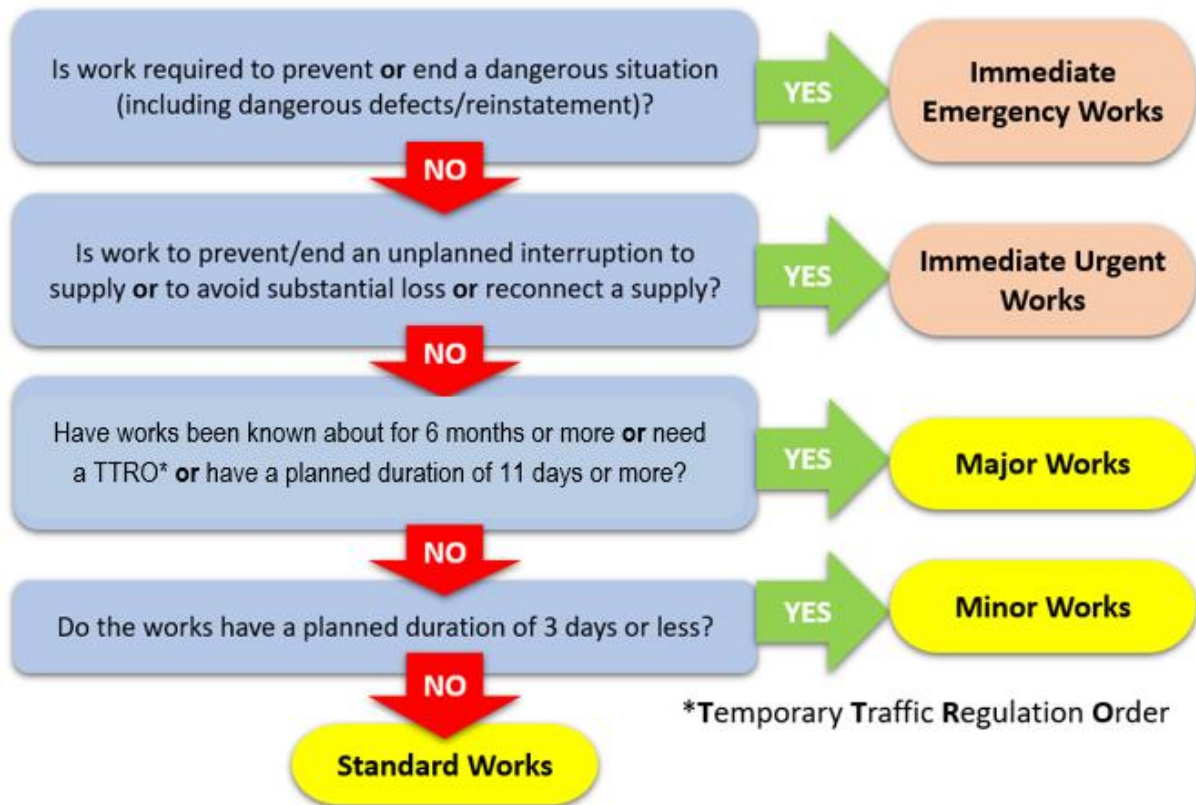 Is work required to prevent or end a dangerous situation
(including dangerous defects/reinstatement)?
YES
Immediate
Emergency Works
NO
Is work to prevent/end an unplanned interruption to
supply or to avoid substantial loss or reconnect a supply?
YES
Immediate Urgent
Works
NO
Have works been known about for 6 months or more or need
a TTRO* or have a planned duration of 11 days or more?
YES
Major Works
NO
Do the works have a planned duration of 3 days or less?
YES
Minor Works
NO
*Temporary Traffic Regulation Order
Standard Works